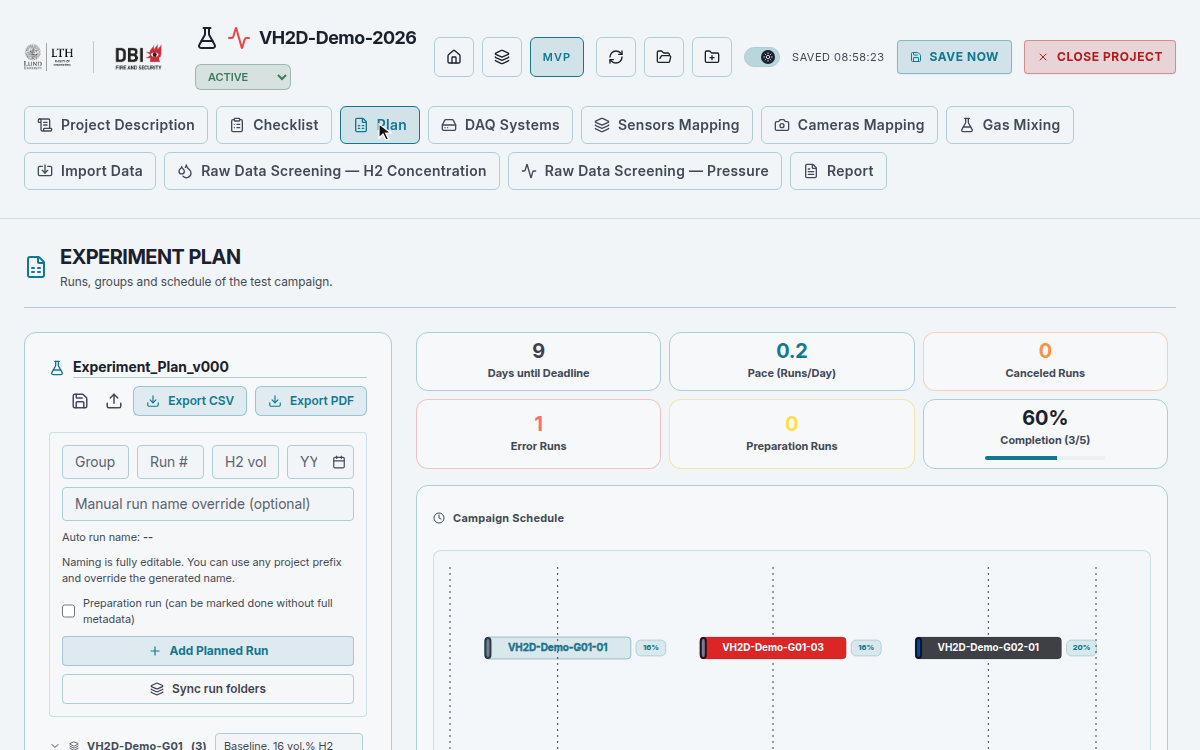 LUND
UNIVERSITY
LTH
DBI
FIRE AND SECURITY
VH2D-Demo-2026
ACTIVE
MVP
SAVED 08:58:23
SAVE NOW
CLOSE PROJECT
Project Description
Checklist
Plan
DAQ Systems
Sensors Mapping
Cameras Mapping
Gas Mixing
Import Data
Raw Data Screening — H2 Concentration
Raw Data Screening — Pressure
Report
EXPERIMENT PLAN
Runs, groups and schedule of the test campaign.
Experiment_Plan_v000
Export CSV
Export PDF
Group
Run #
H2 vol
YY
Manual run name override (optional)
Auto run name: --
Naming is fully editable. You can use any project prefix
and override the generated name.
Preparation run (can be marked done without full
metadata)
Add Planned Run
Sync run folders
VH2D-Demo-G01 (3)
Baseline, 16 vol.% H2
9
Days until Deadline
0.2
Pace (Runs/Day)
0
Canceled Runs
1
Error Runs
0
Preparation Runs
60%
Completion (3/5)
Campaign Schedule
VH2D-Demo-G01-01
16%
VH2D-Demo-G01-03
16%
VH2D-Demo-G02-01
20%